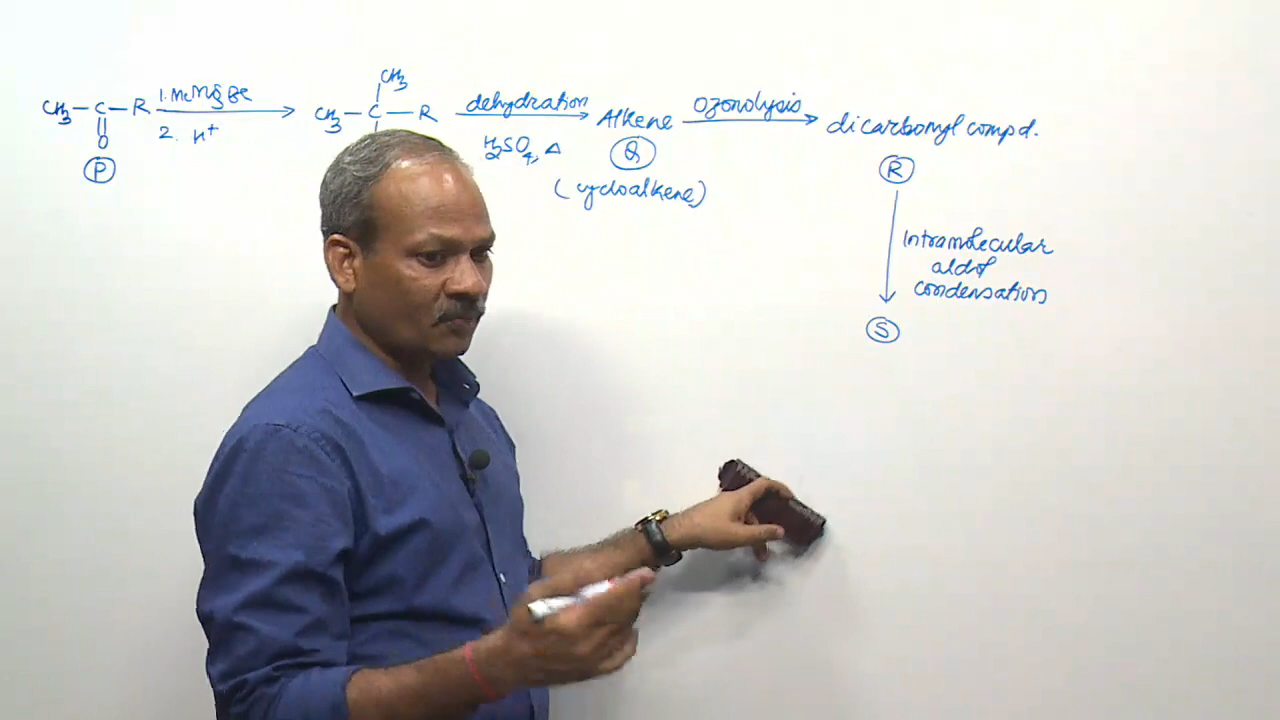 CH3
CH3-C-R 1. MeMgBr CH3-C-R dehydration Alkene Ozonolysis dicarbonyl compd.
O 2. H+ H2SO4, Δ
P Q R
(cycloalkene)
Intramolecular
aldol
condensation
S